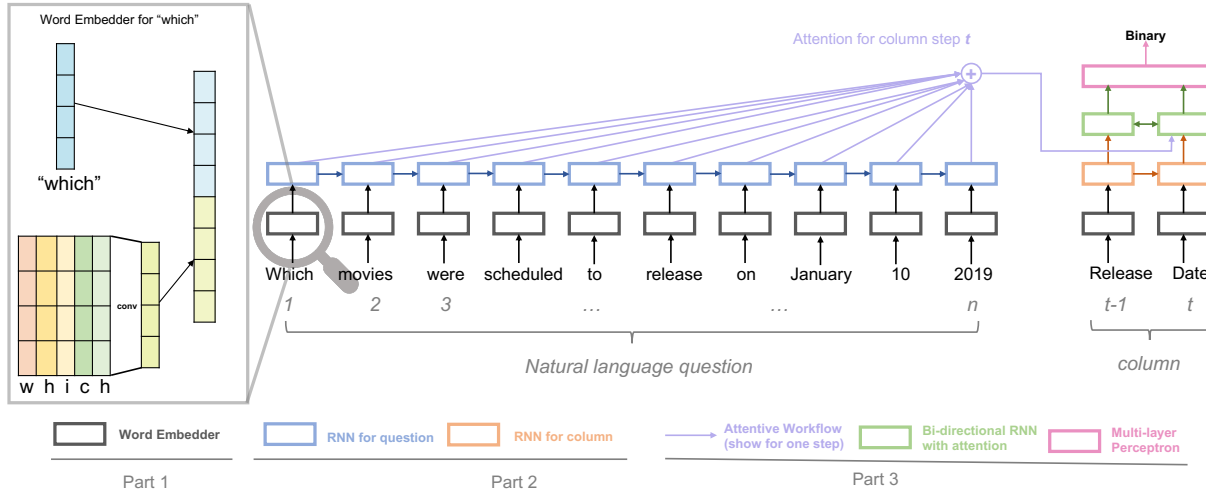 Word Embedder for “which”
“which”
conv
w h i c h
Attention for column step t
+
Binary
Which movies were scheduled to release on January 10 2019
Release Date
1 2 3 ... ... n
t-1 t
Natural language question
column
Word Embedder
RNN for question
RNN for column
Attentive Workflow
(show for one step)
Bi-directional RNN
with attention
Multi-layer
Perceptron
Part 1
Part 2
Part 3